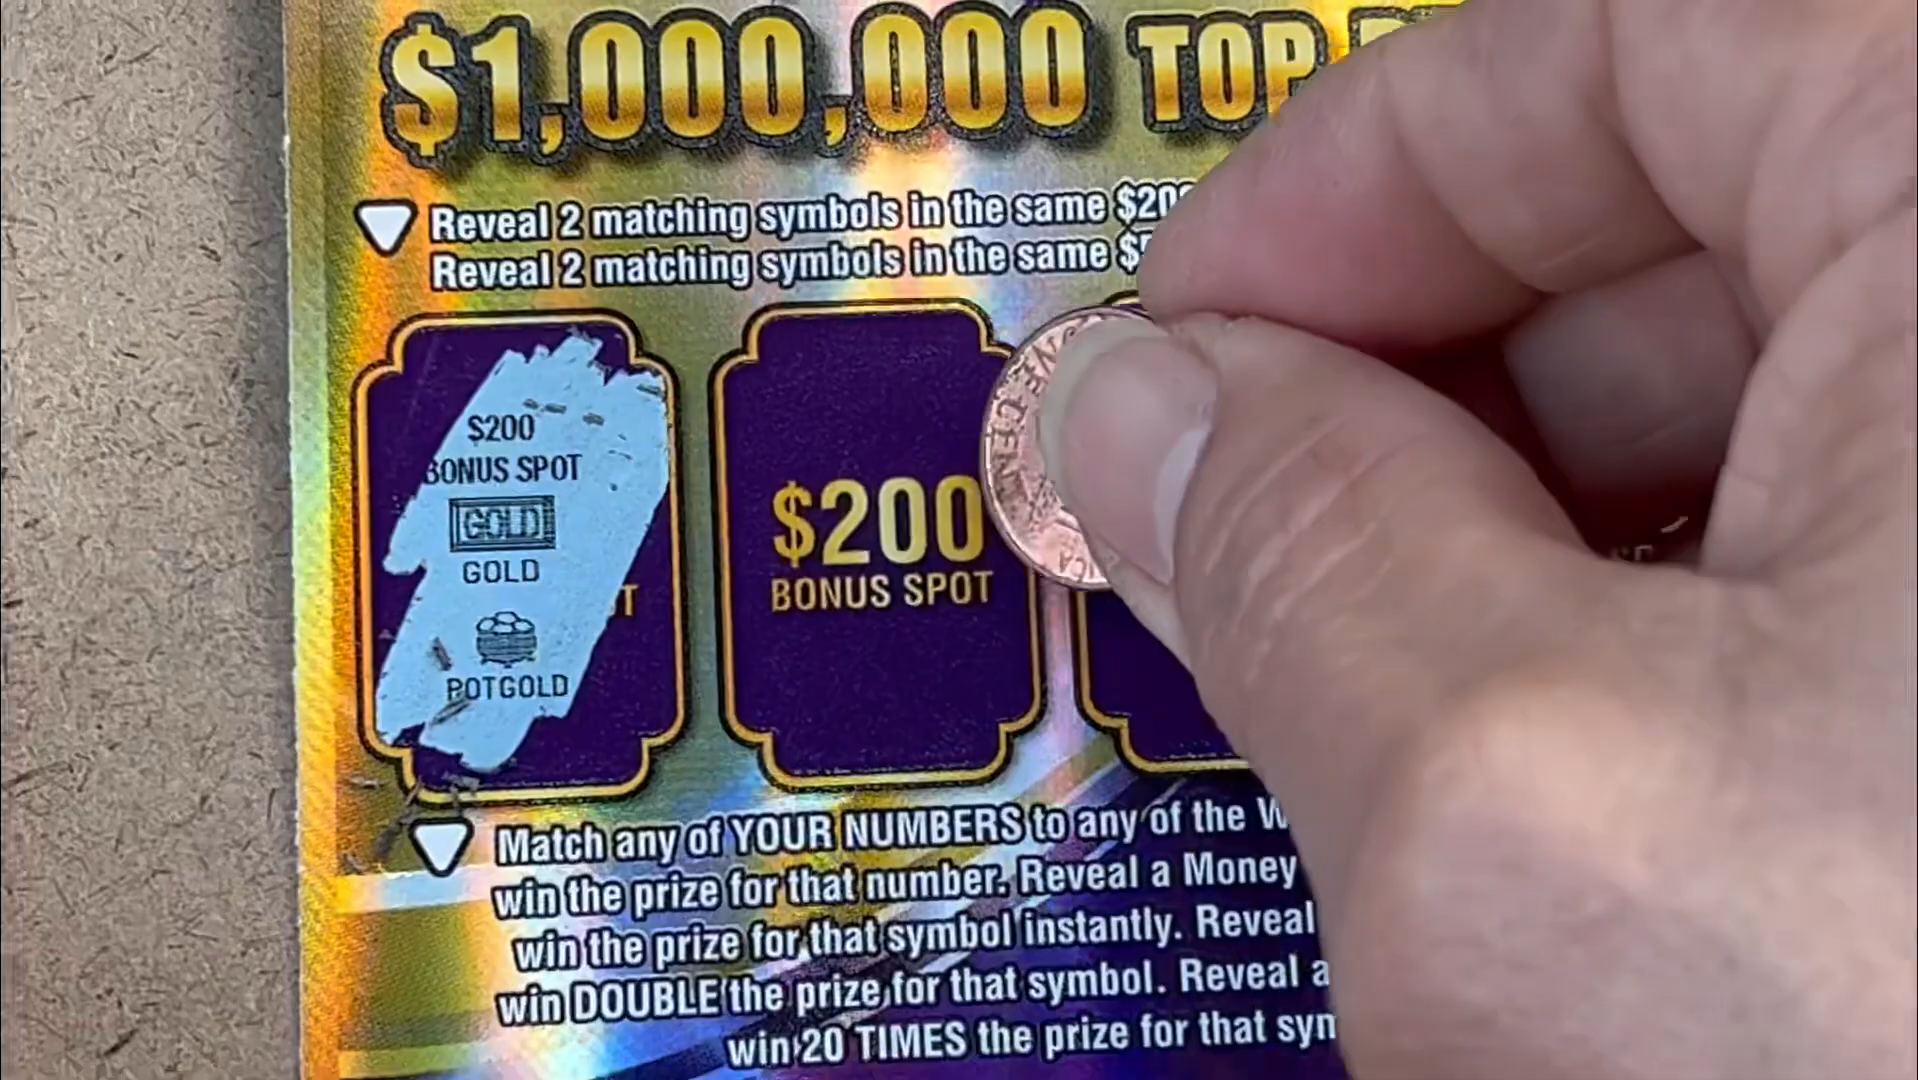 $1,000,000 TOP
Reveal 2 matching symbols in the same $200
Reveal 2 matching symbols in the same
$200
BONUS SPOT
GOLD
GOLD
POTGOLD
$200
BONUS SPOT
ONE CENT
Match any of YOUR NUMBERS to any of the
win the prize for that number. Reveal a Money
win the prize for that symbol instantly. Reveal
win DOUBLE the prize for that symbol. Reveal a
win 20 TIMES the prize for that